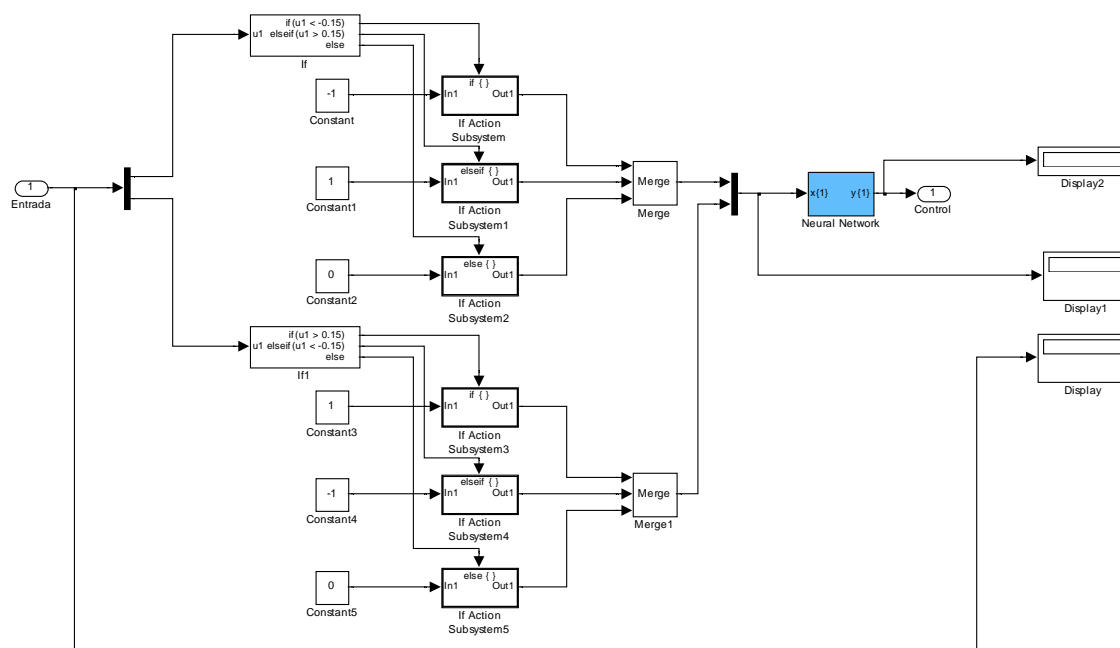 if(u1 < -0.15)
u1 elseif(u1 > 0.15)
else
If
if { }
-1
In1 Out1
Constant
If Action
Subsystem
elseif { }
1
In1 Out1
Constant1
If Action
Subsystem1
else { }
0
In1 Out1
Constant2
If Action
Subsystem2
1
Entrada
Merge
Merge
x{1} y{1}
Neural Network
1
Control
Display2
Display1
Display
if(u1 > 0.15)
u1 elseif(u1 < -0.15)
else
If1
if { }
1
In1 Out1
Constant3
If Action
Subsystem3
elseif { }
-1
In1 Out1
Constant4
If Action
Subsystem4
Merge
Merge1
else { }
0
In1 Out1
Constant5
If Action
Subsystem5